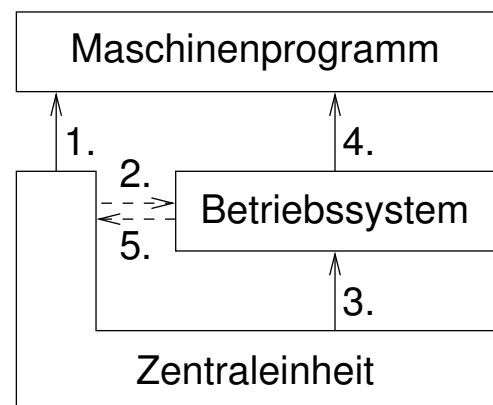 Maschinenprogramm
1.
4.
2.
Betriebssystem
5.
3.
Zentraleinheit